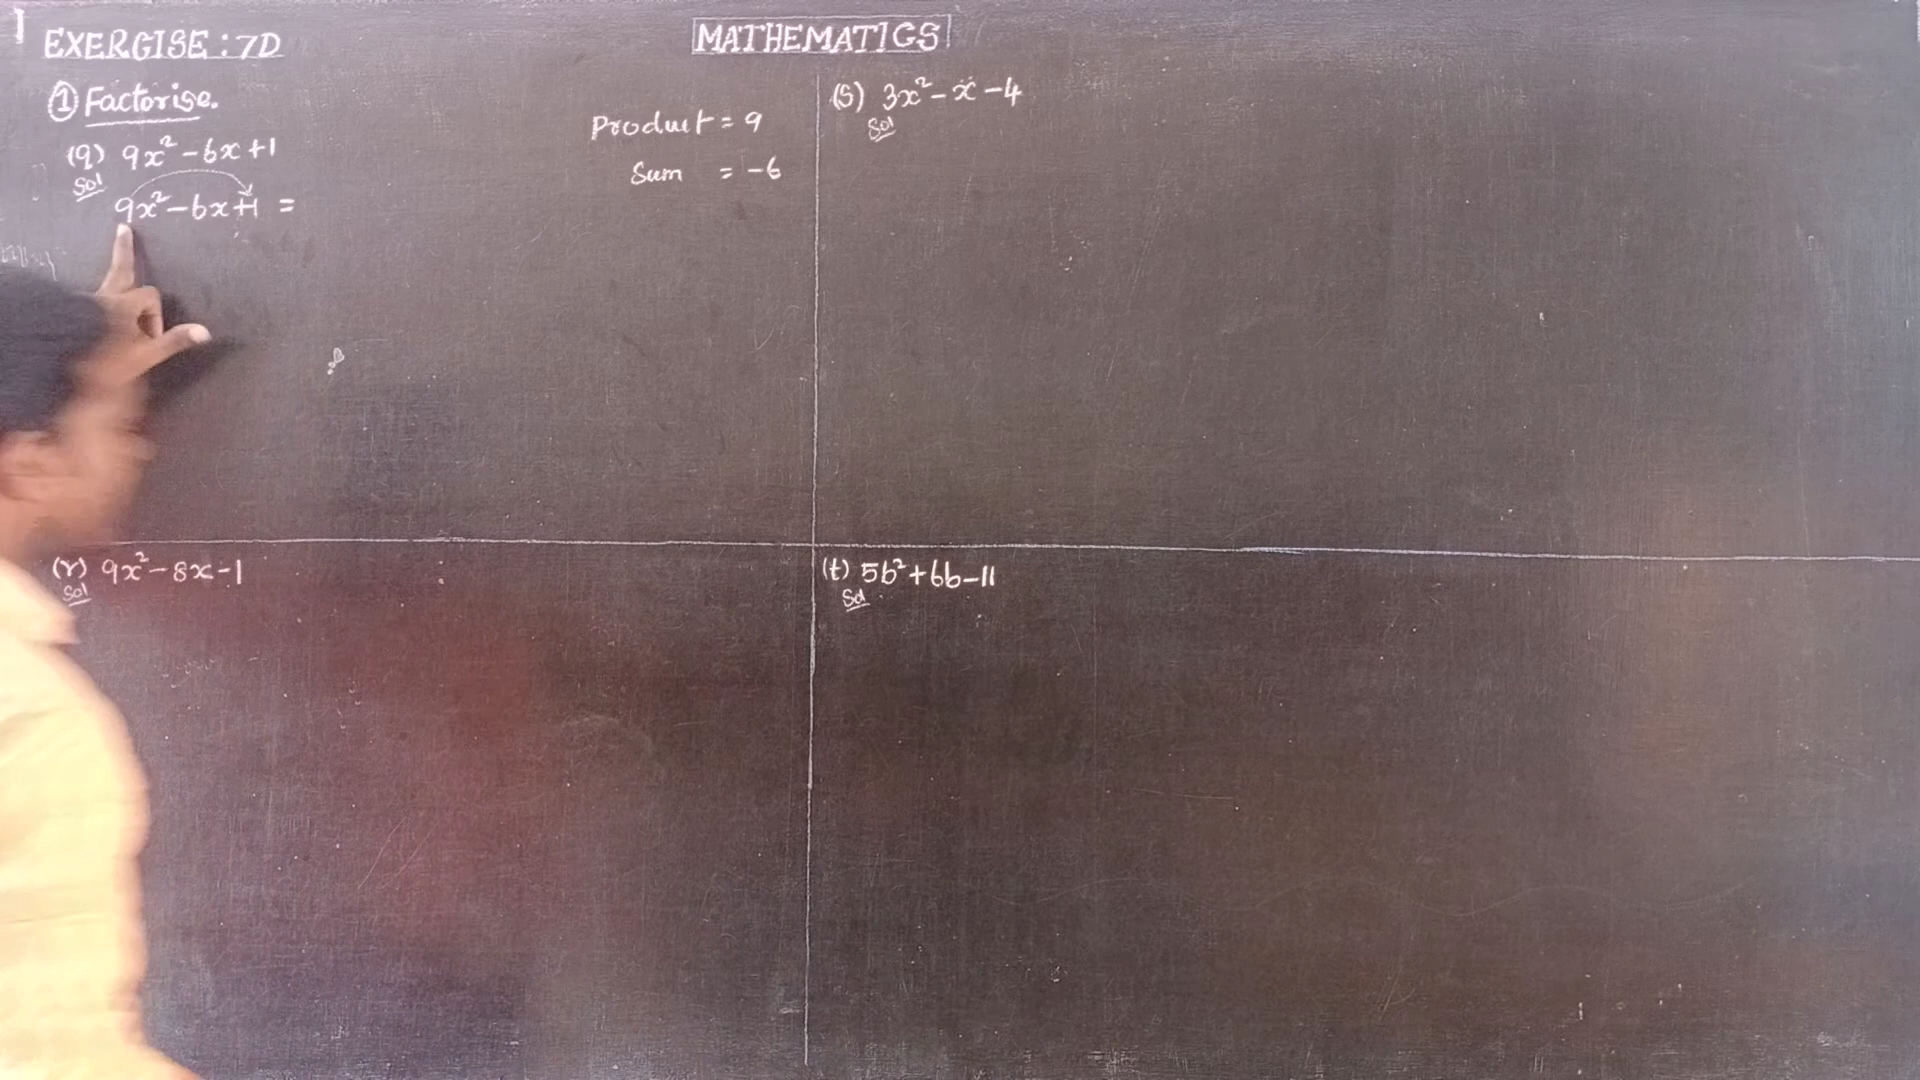 EXERCISE : 7D
MATHEMATICS
① Factorise.
(q) 9x² - 6x + 1
Sol
9x² - 6x + 1 =
Product = 9
Sum = -6
(S) 3x² - x - 4
Sol
(r) 9x² - 8x - 1
Sol
(t) 5b² + 6b - 11
Sol